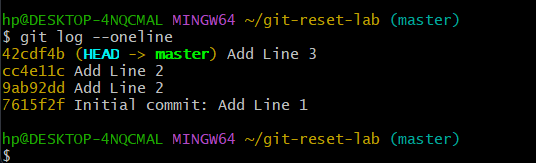 hp@DESKTOP-4NQCMAL MINGW64 ~/git-reset-lab (master)
$ git log --oneline
42cdf4b (HEAD -> master) Add Line 3
cc4e11c Add Line 2
9ab92dd Add Line 2
7615f2f Initial commit: Add Line 1
hp@DESKTOP-4NQCMAL MINGW64 ~/git-reset-lab (master)
$